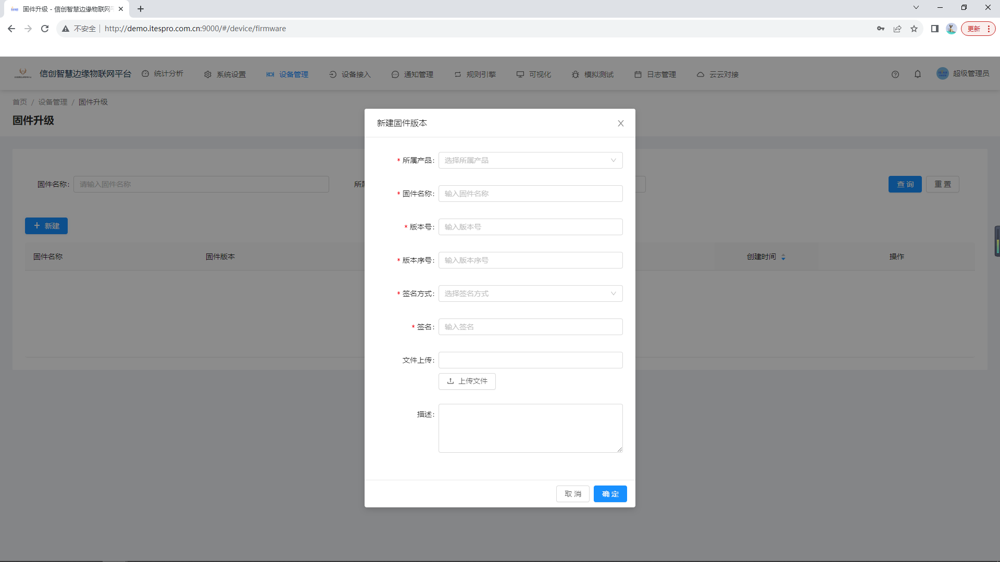 固件升级 - 信创智慧边缘物联网平
不安全
http://demo.itespro.com.cn:9000/#/device/firmware
更新
信创智慧边缘物联网平台
统计分析
系统设置
设备管理
设备接入
通知管理
规则引擎
可视化
模拟测试
日志管理
云云对接
超级管理员
首页 / 设备管理 / 固件升级
固件升级
新建固件版本
* 所属产品: 选择所属产品
固件名称: 请输入固件名称
所属
查 询
重 置
* 固件名称: 输入固件名称
新建
* 版本号: 输入版本号
固件名称
固件版本
创建时间
操作
* 版本序号: 输入版本序号
* 签名方式: 选择签名方式
* 签名: 输入签名
文件上传:
上传文件
描述:
取 消
确 定